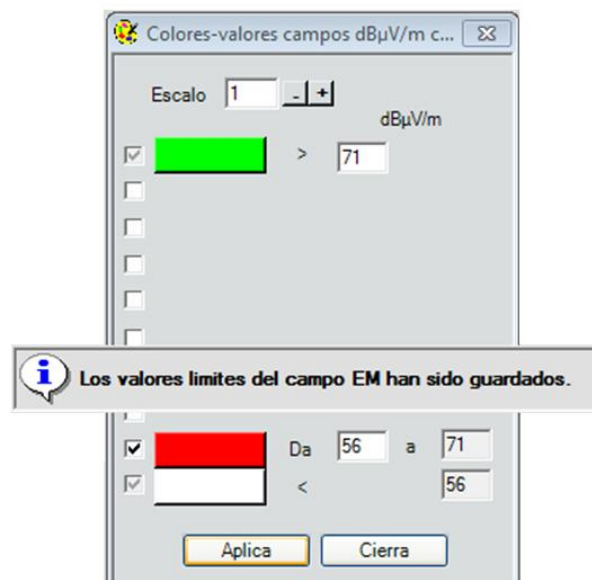 Colores-valores campos dBµV/m c...
Escalo 1 - +
dBµV/m
> 71
Los valores limites del campo EM han sido guardados.
Da 56 a 71
< 56
Aplica Cierra